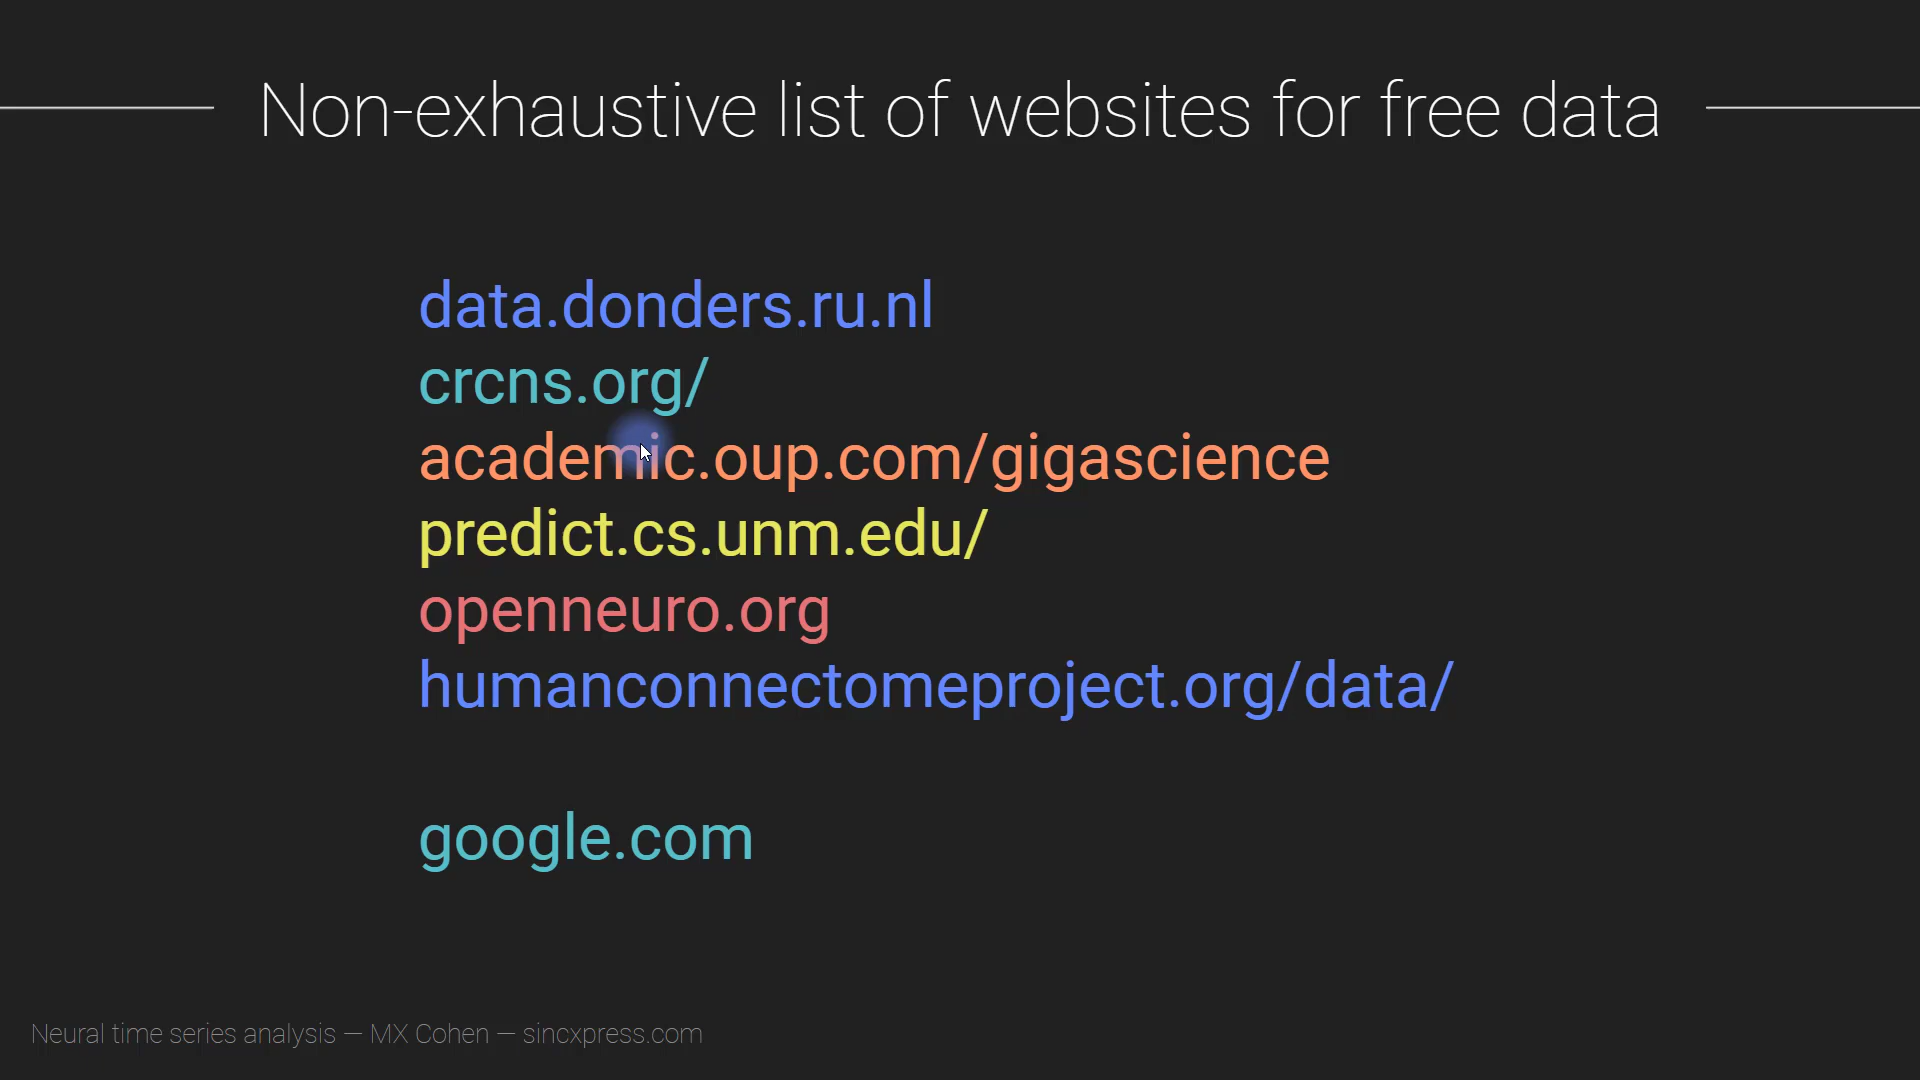 Non-exhaustive list of websites for free data
data.donders.ru.nl
crcns.org/
academic.oup.com/gigascience
predict.cs.unm.edu/
openneuro.org
humanconnectomeproject.org/data/
google.com
Neural time series analysis — MX Cohen — sincxpress.com